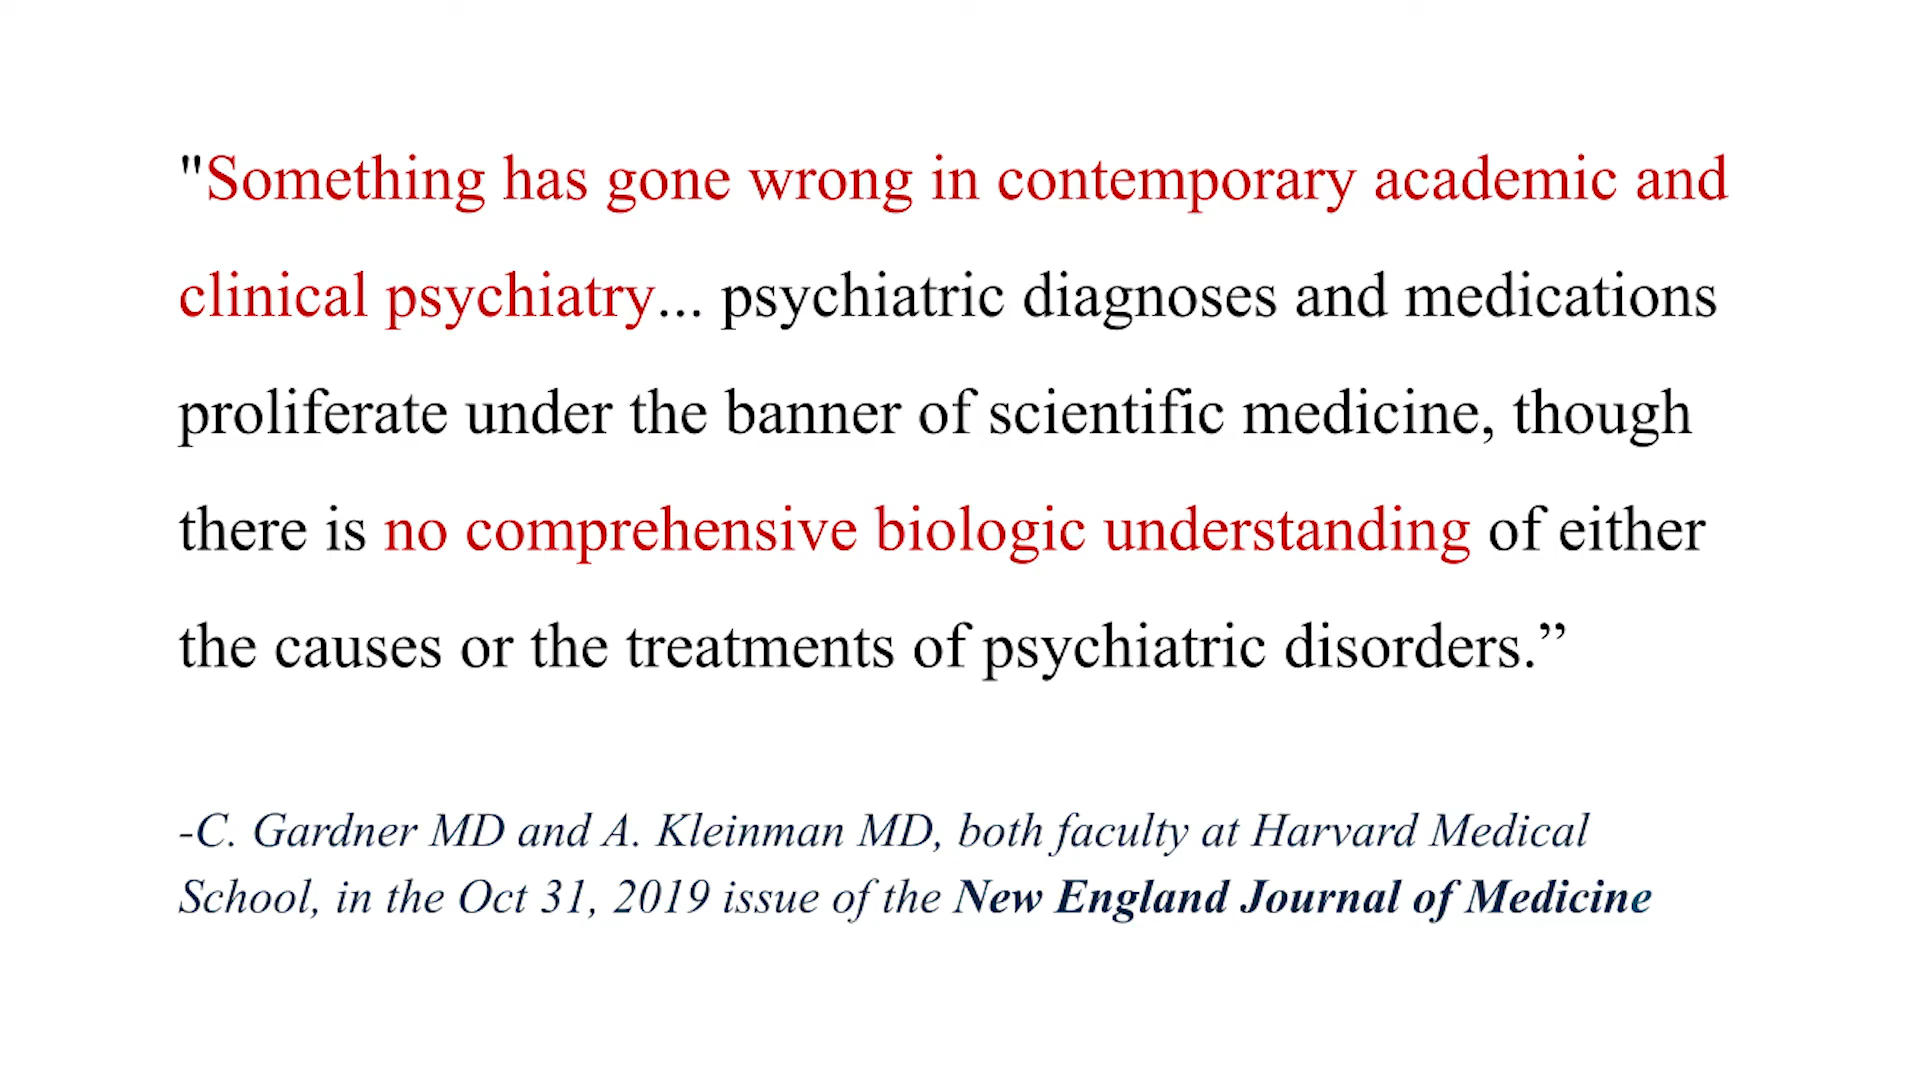 "Something has gone wrong in contemporary academic and
clinical psychiatry... psychiatric diagnoses and medications
proliferate under the banner of scientific medicine, though
there is no comprehensive biologic understanding of either
the causes or the treatments of psychiatric disorders.”
-C. Gardner MD and A. Kleinman MD, both faculty at Harvard Medical
School, in the Oct 31, 2019 issue of the New England Journal of Medicine